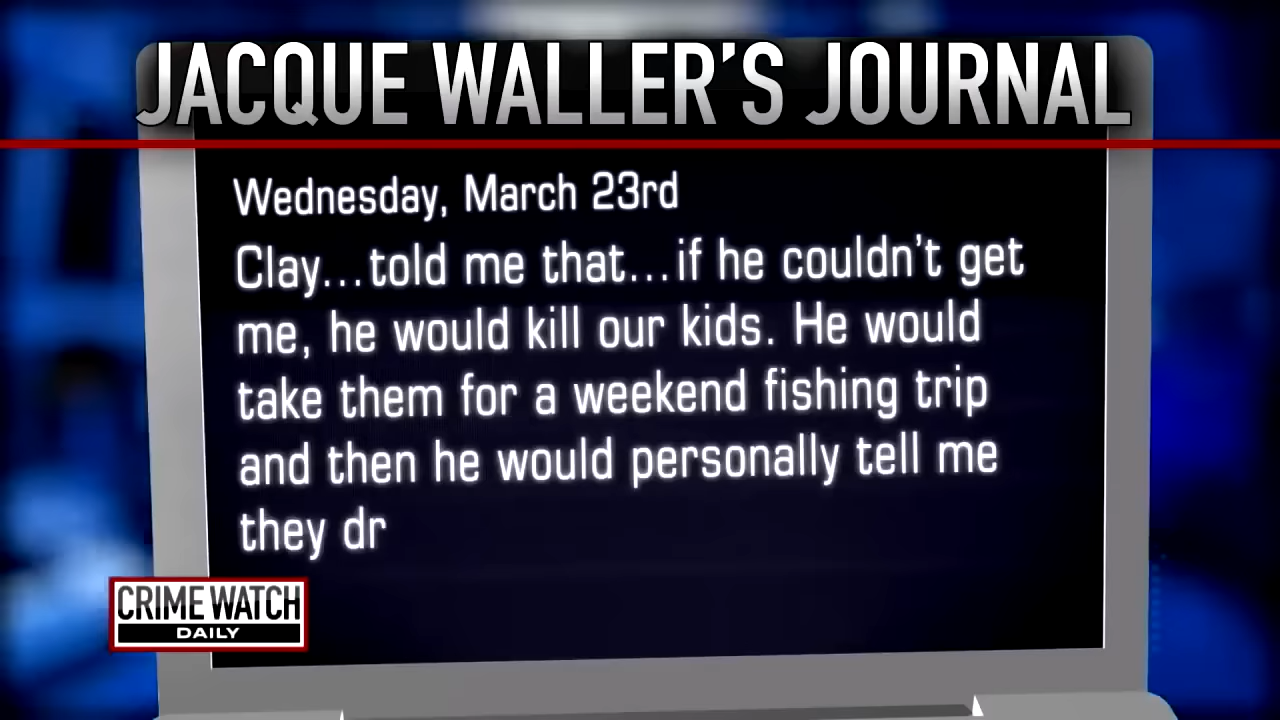 JACQUE WALLER'S JOURNAL
Wednesday, March 23rd
Clay...told me that...if he couldn't get
me, he would kill our kids. He would
take them for a weekend fishing trip
and then he would personally tell me
they dr
CRIME WATCH
DAILY